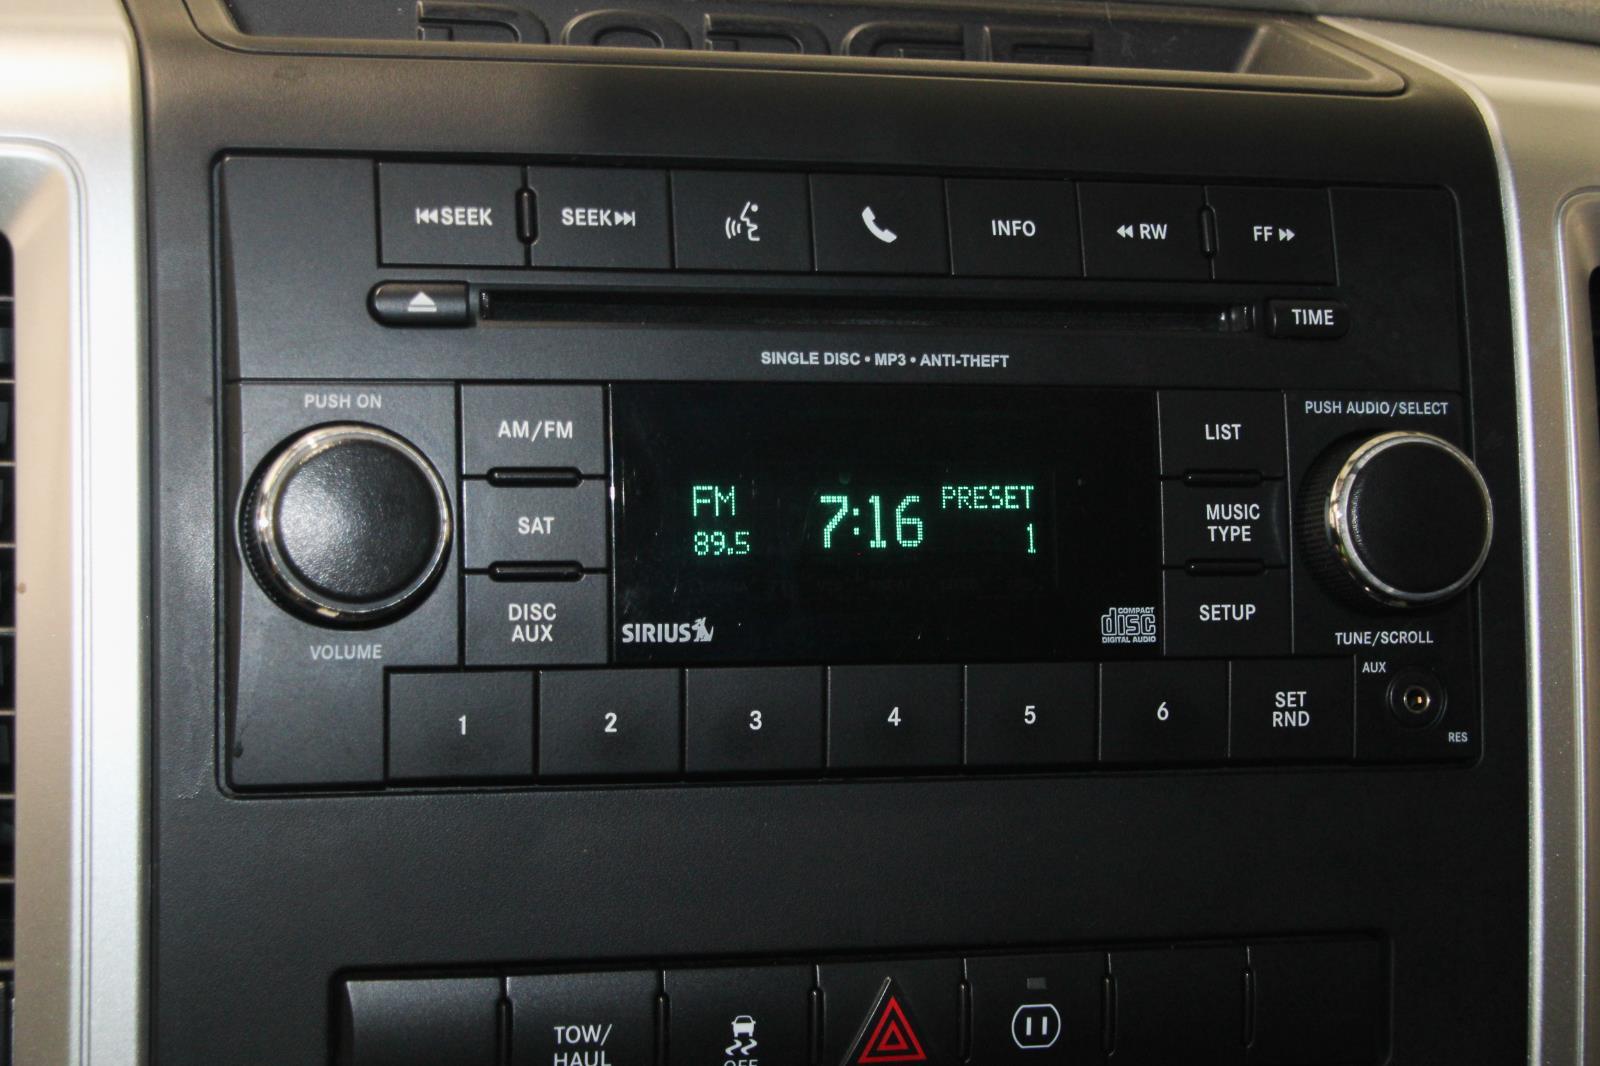 DODGE
SEEK
SEEK
INFO
RW
FF
TIME
SINGLE DISC • MP3 • ANTI-THEFT
PUSH ON
AM/FM
LIST
PUSH AUDIO/SELECT
FM
7:16
PRESET
89.5
1
SAT
MUSIC
TYPE
DISC
AUX
SIRIUS
COMPACT
disc
DIGITAL AUDIO
SETUP
VOLUME
TUNE/SCROLL
1
2
3
4
5
6
SET
RND
AUX
RES
TOW/
HAUL
OFF